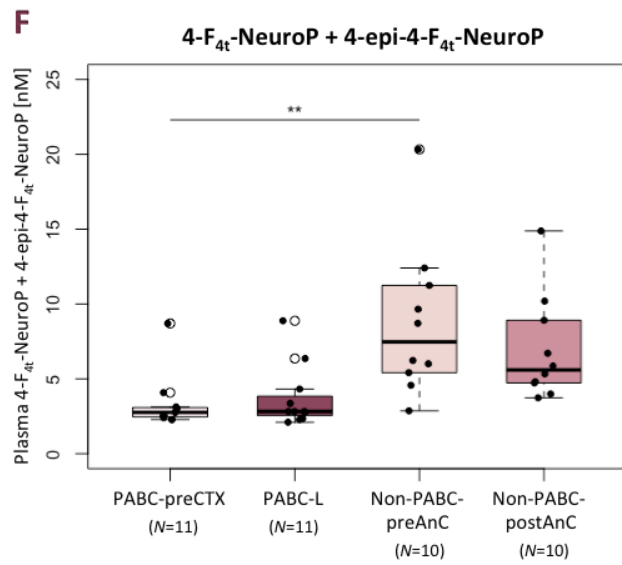 F
4-F4t-NeuroP + 4-epi-4-F4t-NeuroP
Plasma 4-F4t-NeuroP + 4-epi-4-F4t-NeuroP [nM]
25
20
15
10
5
0
**
PABC-preCTX
(N=11)
PABC-L
(N=11)
Non-PABC-
preAnC
(N=10)
Non-PABC-
postAnC
(N=10)